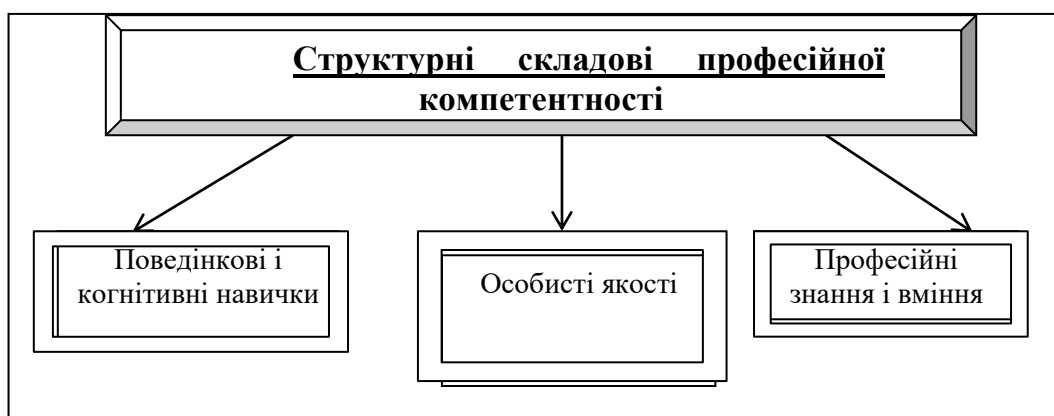 Структурні складові професійної
компетентності
Поведінкові і
когнітивні навички
Особисті якості
Професійні
знання і вміння